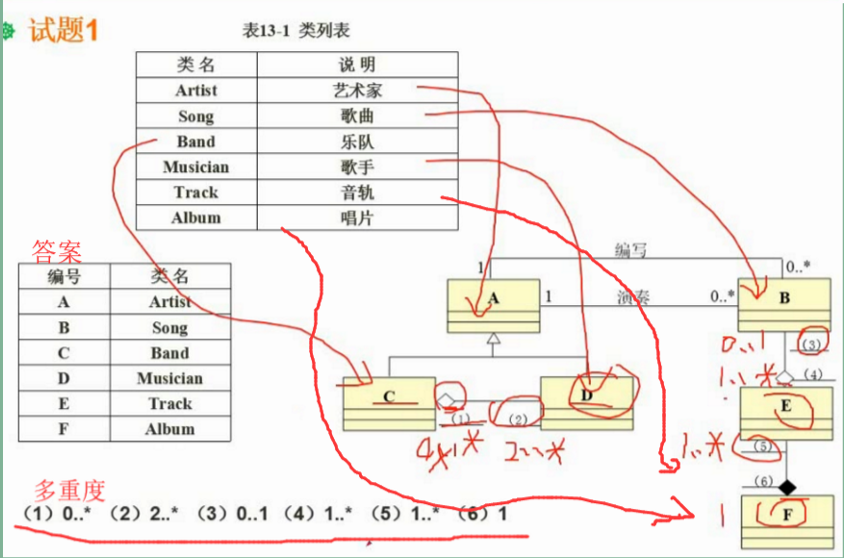 试题1
表13-1 类列表
类 名 说 明
Artist 艺术家
Song 歌曲
Band 乐队
Musician 歌手
Track 音轨
Album 唱片
答案
编号 类 名
A Artist
B Song
C Band
D Musician
E Track
F Album
编写
1 0..*
A 1 演奏 0..* B
0..1 (3)
1..* (4)
C D E
(1) (2)
2..* 1..* (5)
(6)
1 F
多重度
(1) 0..* (2) 2..* (3) 0..1 (4) 1..* (5) 1..* (6) 1